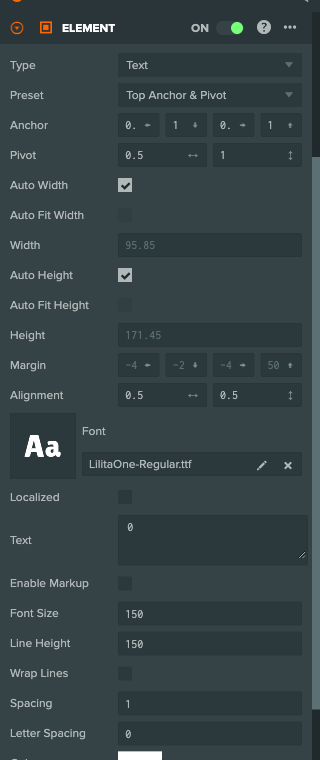 ELEMENT ON ? •••
Type Text
Preset Top Anchor & Pivot
Anchor 0. 1 0. 1
Pivot 0.5 1
Auto Width
Auto Fit Width
Width 95.85
Auto Height
Auto Fit Height
Height 171.45
Margin -4 -2 -4 50
Alignment 0.5 0.5
Aa
Font
LilitaOne-Regular.ttf
Localized
Text 0
Enable Markup
Font Size 150
Line Height 150
Wrap Lines
Spacing 1
Letter Spacing 0